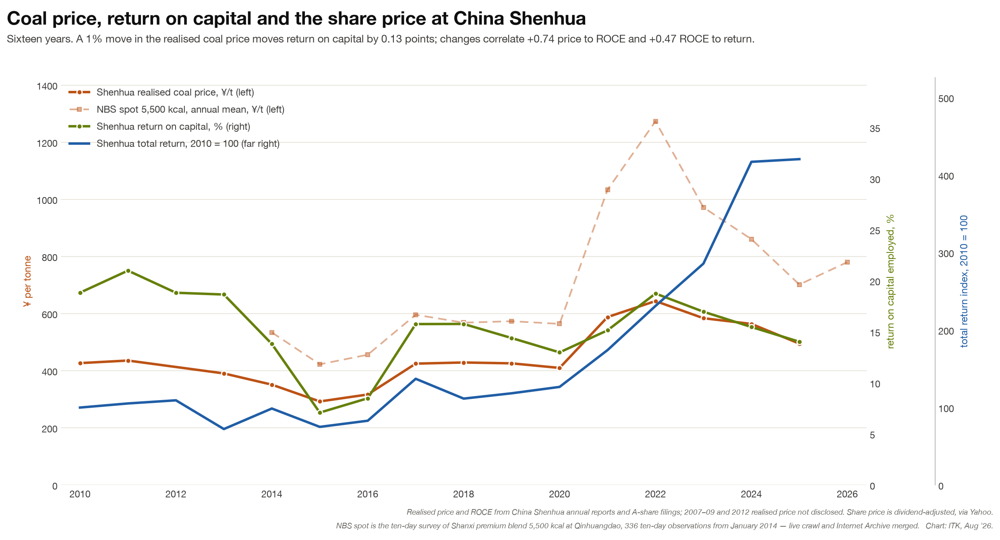 Coal price, return on capital and the share price at China Shenhua
Sixteen years. A 1% move in the realised coal price moves return on capital by 0.13 points; changes correlate +0.74 price to ROCE and +0.47 ROCE to return.
Shenhua realised coal price, ¥/t (left)
NBS spot 5,500 kcal, annual mean, ¥/t (left)
Shenhua return on capital, % (right)
Shenhua total return, 2010 = 100 (far right)
¥ per tonne
1400
1200
1000
800
600
400
200
0
2010
2012
2014
2016
2018
2020
2022
2024
2026
35
30
25
20
15
10
5
0
return on capital employed, %
500
400
300
200
100
0
total return index, 2010 = 100
Realised price and ROCE from China Shenhua annual reports and A-share filings; 2007–09 and 2012 realised price not disclosed. Share price is dividend-adjusted, via Yahoo.
NBS spot is the ten-day survey of Shanxi premium blend 5,500 kcal at Qinhuangdao, 336 ten-day observations from January 2014 — live crawl and Internet Archive merged. Chart: ITK, Aug '26.